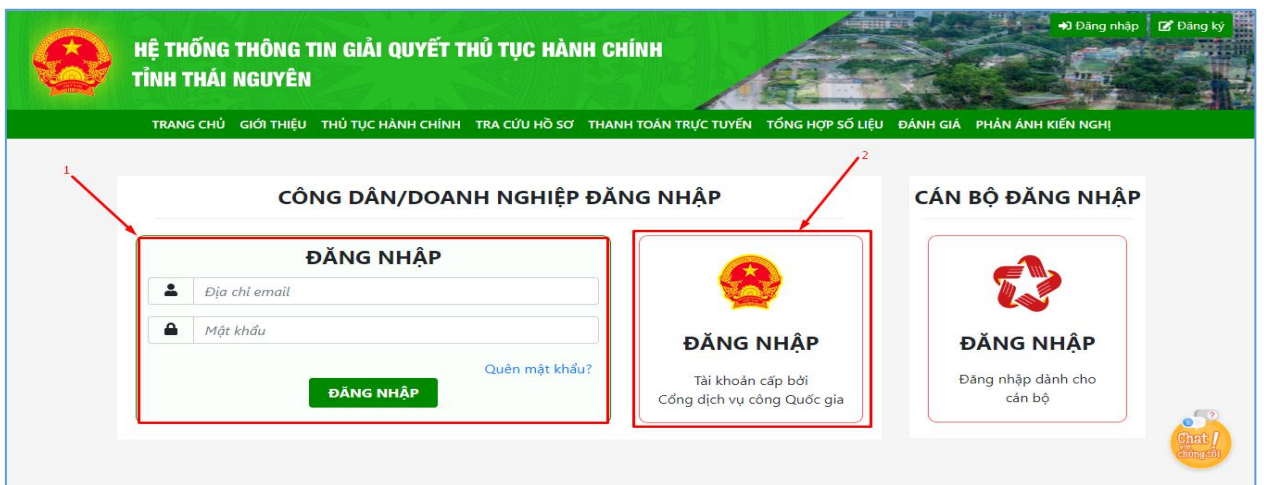 Đăng nhập
Đăng ký
HỆ THỐNG THÔNG TIN GIẢI QUYẾT THỦ TỤC HÀNH CHÍNH
TỈNH THÁI NGUYÊN
TRANG CHỦ GIỚI THIỆU THỦ TỤC HÀNH CHÍNH TRA CỨU HỒ SƠ THANH TOÁN TRỰC TUYẾN TỔNG HỢP SỐ LIỆU ĐÁNH GIÁ PHẢN ÁNH KIẾN NGHỊ
1
2
CÔNG DÂN/DOANH NGHIỆP ĐĂNG NHẬP
ĐĂNG NHẬP
Địa chỉ email
Mật khẩu
Quên mật khẩu?
ĐĂNG NHẬP
ĐĂNG NHẬP
Tài khoản cấp bởi
Cổng dịch vụ công Quốc gia
CÁN BỘ ĐĂNG NHẬP
ĐĂNG NHẬP
Đăng nhập dành cho
cán bộ
?
Chat !
với
chúng tôi